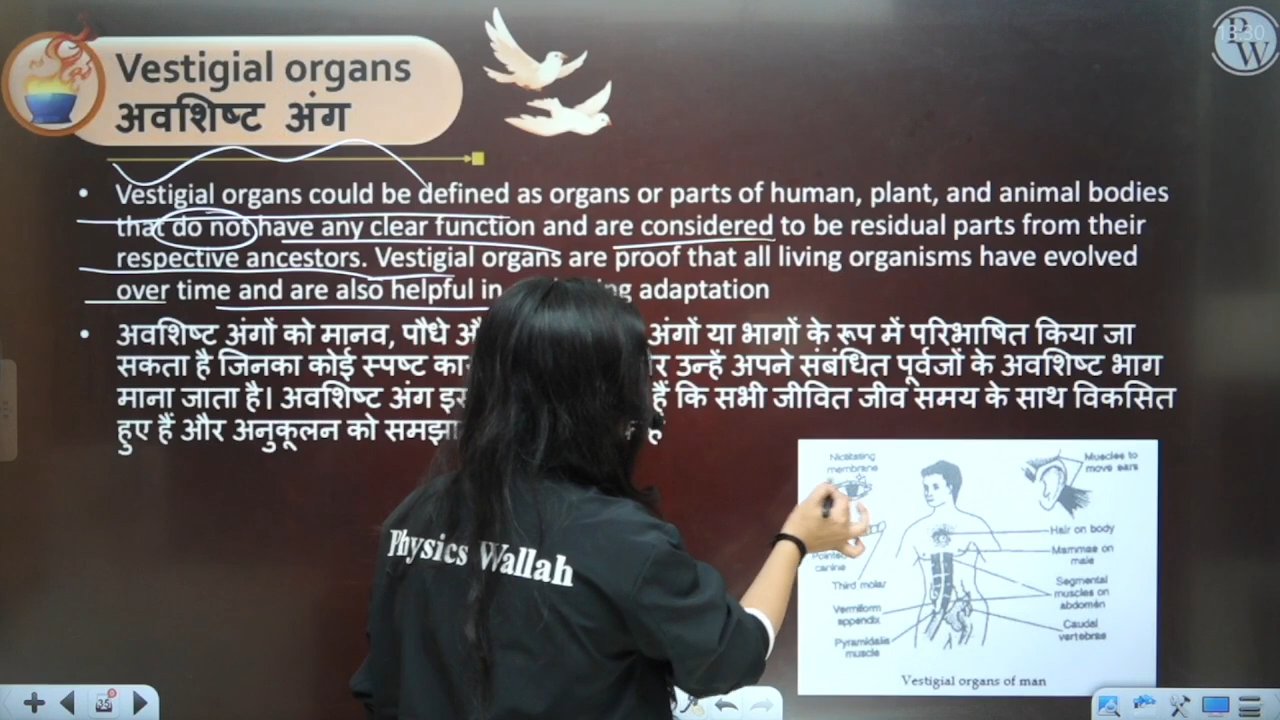 Vestigial organs
अवशिष्ट अंग
• Vestigial organs could be defined as organs or parts of human, plant, and animal bodies
that do not have any clear function and are considered to be residual parts from their
respective ancestors. Vestigial organs are proof that all living organisms have evolved
over time and are also helpful in adaptation
• अवशिष्ट अंगों को मानव, पौधे अंगों या भागों के रूप में परिभाषित किया जा
सकता है जिनका कोई स्पष्ट उन्हें अपने संबंधित पूर्वजों के अवशिष्ट भाग
माना जाता है। अवशिष्ट अंग हैं कि सभी जीवित जीव समय के साथ विकसित
हुए हैं और अनुकूलन को
Physics Wallah
Nictitating
membrane
Pointed
canine
Third molar
Vermiform
appendix
Pyramidalis
muscle
Muscles to
move ears
Hair on body
Mammae on
male
Segmental
muscles on
abdomen
Caudal
vertebrae
Vestigial organs of man
PW
35